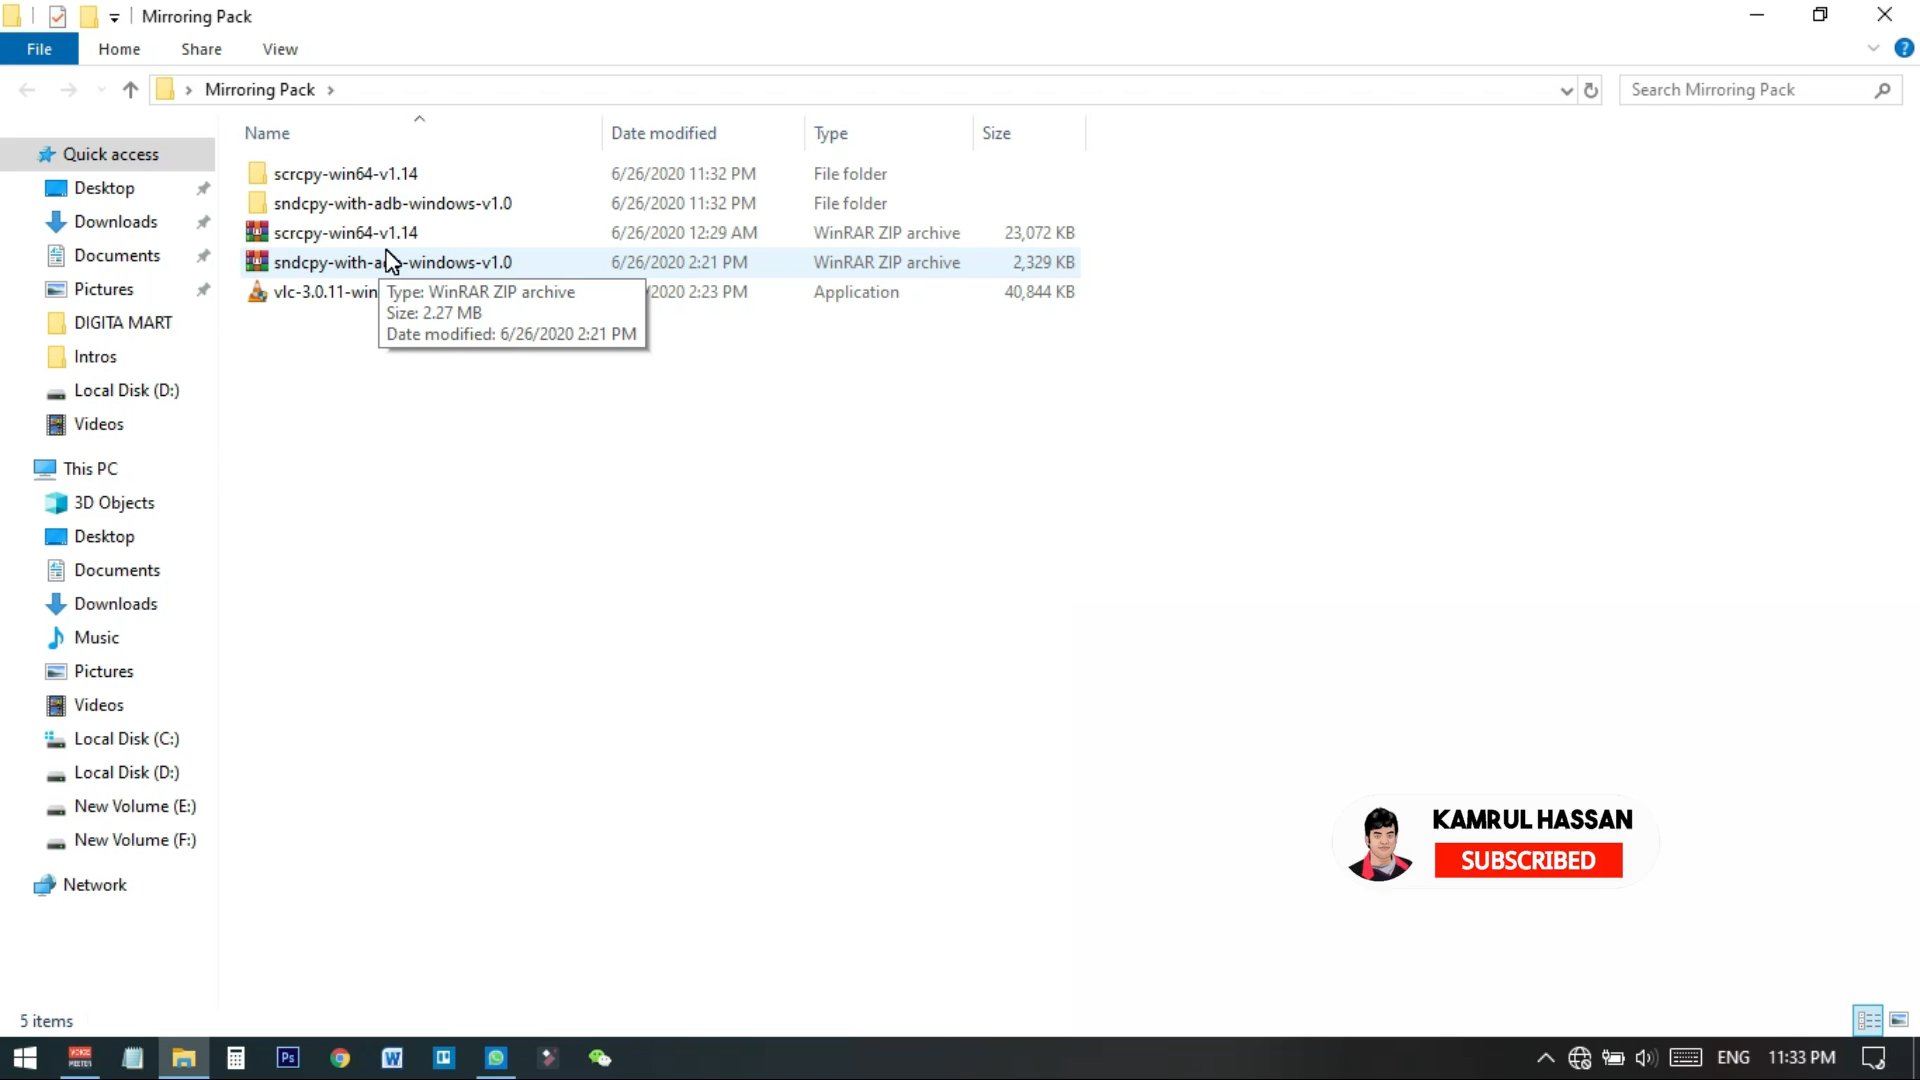 Mirroring Pack
File Home Share View
Mirroring Pack
Search Mirroring Pack
Name Date modified Type Size
Quick access
Desktop
Downloads
Documents
Pictures
DIGITA MART
Intros
Local Disk (D:)
Videos
This PC
3D Objects
Desktop
Documents
Downloads
Music
Pictures
Videos
Local Disk (C:)
Local Disk (D:)
New Volume (E:)
New Volume (F:)
Network
scrcpy-win64-v1.14 6/26/2020 11:32 PM File folder
sndcpy-with-adb-windows-v1.0 6/26/2020 11:32 PM File folder
scrcpy-win64-v1.14 6/26/2020 12:29 AM WinRAR ZIP archive 23,072 KB
sndcpy-with-adb-windows-v1.0 6/26/2020 2:21 PM WinRAR ZIP archive 2,329 KB
vlc-3.0.11-win /2020 2:23 PM Application 40,844 KB
Type: WinRAR ZIP archive
Size: 2.27 MB
Date modified: 6/26/2020 2:21 PM
KAMRUL HASSAN
SUBSCRIBED
5 items
Ps
ENG 11:33 PM